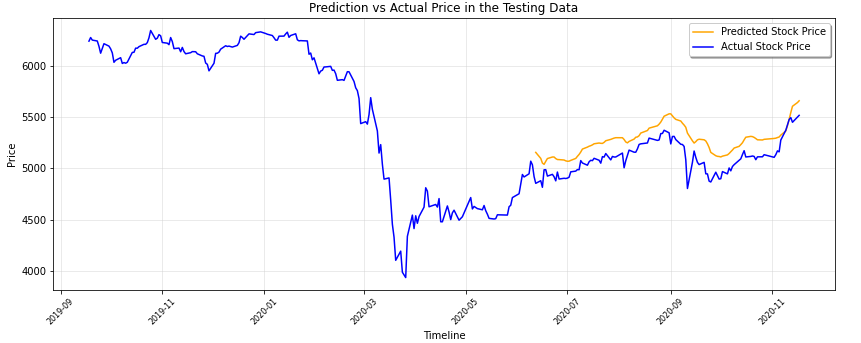 Prediction vs Actual Price in the Testing Data
Predicted Stock Price
Actual Stock Price
Price
6000
5500
5000
4500
4000
2019-09
2019-11
2020-01
2020-03
2020-05
2020-07
2020-09
2020-11
Timeline